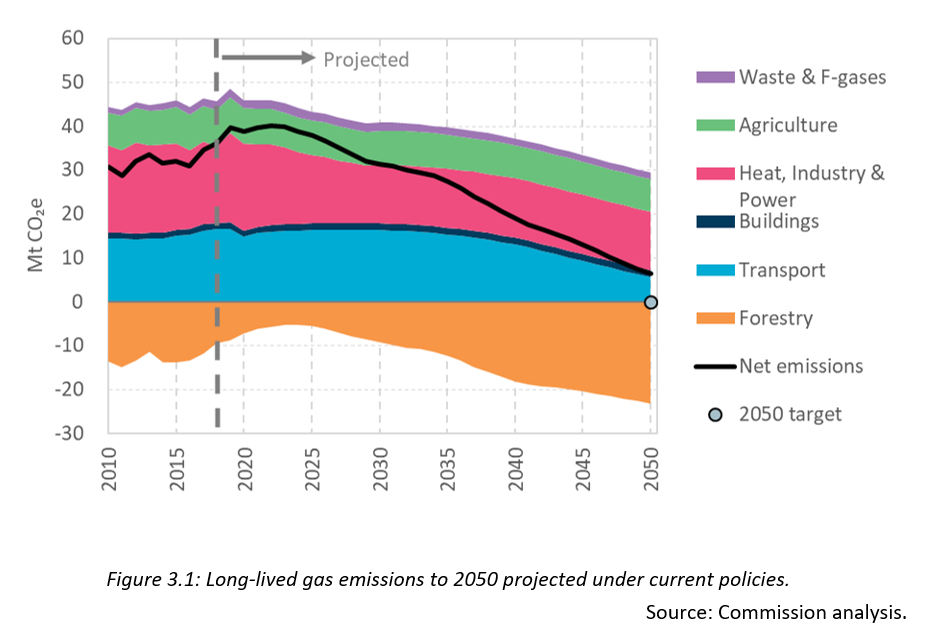 60
50
40
30
20
10
0
-10
-20
-30
Mt CO₂e
Projected
2010
2015
2020
2025
2030
2035
2040
2045
2050
Waste & F-gases
Agriculture
Heat, Industry &
Power
Buildings
Transport
Forestry
Net emissions
2050 target
Figure 3.1: Long-lived gas emissions to 2050 projected under current policies.
Source: Commission analysis.